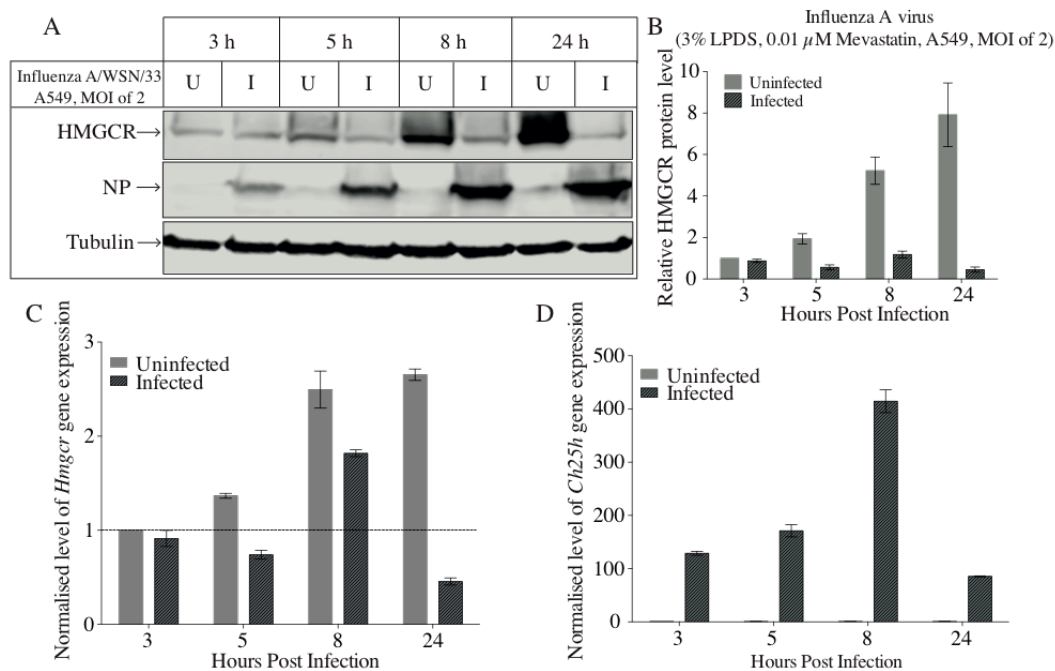 A
3 h 5 h 8 h 24 h
Influenza A/WSN/33
A549, MOI of 2
U I U I U I U I
HMGCR
NP
Tubulin
B
Influenza A virus
(3% LPDS, 0.01 µM Mevastatin, A549, MOI of 2)
Relative HMGCR protein level
Uninfected
Infected
10
8
6
4
2
0
3 5 8 24
Hours Post Infection
C
Normalised level of Hmgcr gene expression
Uninfected
Infected
3
2
1
0
3 5 8 24
Hours Post Infection
D
Normalised level of Ch25h gene expression
Uninfected
Infected
500
400
300
200
100
0
3 5 8 24
Hours Post Infection